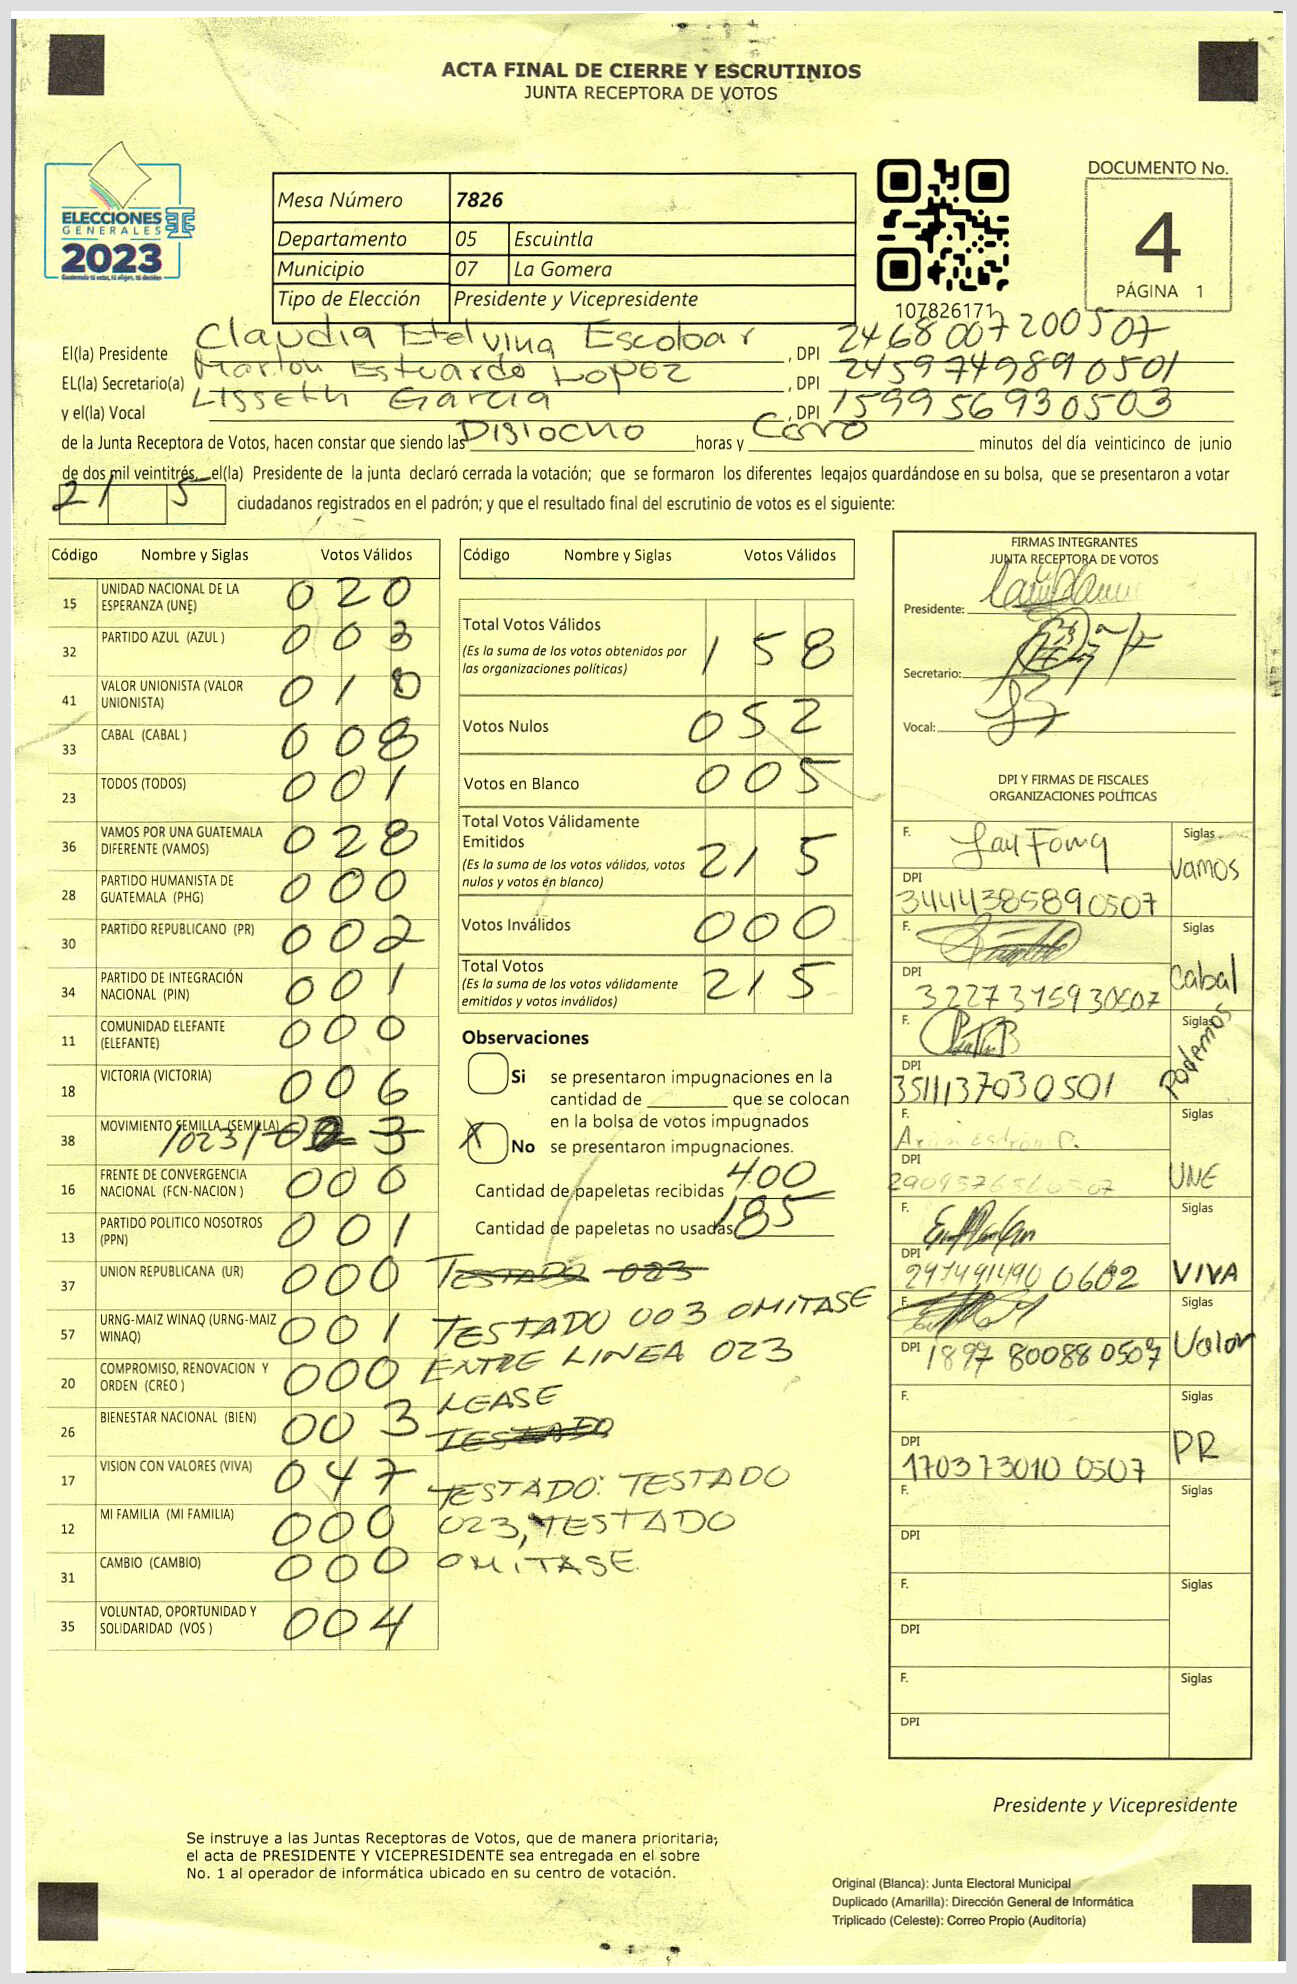 ACTA FINAL DE CIERRE Y ESCRUTINIOS
JUNTA RECEPTORA DE VOTOS
ELECCIONES
GENERALES
2023
Mesa Número 7826
Departamento 05 Escuintla
Municipio 07 La Gomera
Tipo de Elección Presidente y Vicepresidente
107826171
DOCUMENTO No.
4
PÁGINA 1
El(la) Presidente Claudia Etelvina Escobar, DPI 2468007200507
EL(la) Secretario(a) Marlon Estuardo Lopez, DPI 2459749890501
y el(la) Vocal Lisseth Garcia, DPI 159956930503
de la Junta Receptora de Votos, hacen constar que siendo las Disiocho horas y Cero minutos del día veinticinco de junio
de dos mil veintitrés, el(la) Presidente de la junta declaró cerrada la votación; que se formaron los diferentes legajos guardándose en su bolsa, que se presentaron a votar
2 1 5 ciudadanos registrados en el padrón; y que el resultado final del escrutinio de votos es el siguiente:
Código Nombre y Siglas Votos Válidos
15 UNIDAD NACIONAL DE LA ESPERANZA (UNE) 020
32 PARTIDO AZUL (AZUL ) 003
41 VALOR UNIONISTA (VALOR UNIONISTA) 010
33 CABAL (CABAL ) 008
23 TODOS (TODOS) 001
36 VAMOS POR UNA GUATEMALA DIFERENTE (VAMOS) 028
28 PARTIDO HUMANISTA DE GUATEMALA (PHG) 000
30 PARTIDO REPUBLICANO (PR) 002
34 PARTIDO DE INTEGRACIÓN NACIONAL (PIN) 001
11 COMUNIDAD ELEFANTE (ELEFANTE) 000
18 VICTORIA (VICTORIA) 006
38 MOVIMIENTO SEMILLA (SEMILLA) /023/
16 FRENTE DE CONVERGENCIA NACIONAL (FCN-NACION ) 000
13 PARTIDO POLITICO NOSOTROS (PPN) 001
37 UNION REPUBLICANA (UR) 000
57 URNG-MAIZ WINAQ (URNG-MAIZ WINAQ) 001
20 COMPROMISO, RENOVACION Y ORDEN (CREO ) 000
26 BIENESTAR NACIONAL (BIEN) 003
17 VISION CON VALORES (VIVA) 047
12 MI FAMILIA (MI FAMILIA) 000
31 CAMBIO (CAMBIO) 000
35 VOLUNTAD, OPORTUNIDAD Y SOLIDARIDAD (VOS ) 004
Código Nombre y Siglas Votos Válidos
Total Votos Válidos 158
(Es la suma de los votos obtenidos por
las organizaciones políticas)
Votos Nulos 052
Votos en Blanco 005
Total Votos Válidamente
Emitidos 215
(Es la suma de los votos válidos, votos
nulos y votos en blanco)
Votos Inválidos 000
Total Votos 215
(Es la suma de los votos válidamente
emitidos y votos inválidos)
Observaciones
Si se presentaron impugnaciones en la
cantidad de ________ que se colocan
en la bolsa de votos impugnados
X No se presentaron impugnaciones.
Cantidad de papeletas recibidas 400
Cantidad de papeletas no usadas 185
TESTADO 023
TESTADO 003 OMITASE
ENTRE LINEA 023
LEASE
TESTADO
TESTADO: TESTADO
023, TESTADO
OMITASE.
FIRMAS INTEGRANTES
JUNTA RECEPTORA DE VOTOS
Presidente:
Secretario:
Vocal:
DPI Y FIRMAS DE FISCALES
ORGANIZACIONES POLÍTICAS
F. Siglas
Vamos
DPI 3444385890507
F. Siglas
Cabal
DPI 3227315930507
F. Siglas
Podemos
DPI 3511137030501
F. Siglas
UNE
DPI
F. Siglas
VIVA
DPI 2971491490 0602
F. Siglas
Valor
DPI 1897 80088 0507
F. Siglas
PR
DPI 170373010 0507
F. Siglas
DPI
F. Siglas
DPI
F. Siglas
DPI
Presidente y Vicepresidente
Se instruye a las Juntas Receptoras de Votos, que de manera prioritaria;
el acta de PRESIDENTE Y VICEPRESIDENTE sea entregada en el sobre
No. 1 al operador de informática ubicado en su centro de votación.
Original (Blanca): Junta Electoral Municipal
Duplicado (Amarilla): Dirección General de Informática
Triplicado (Celeste): Correo Propio (Auditoría)